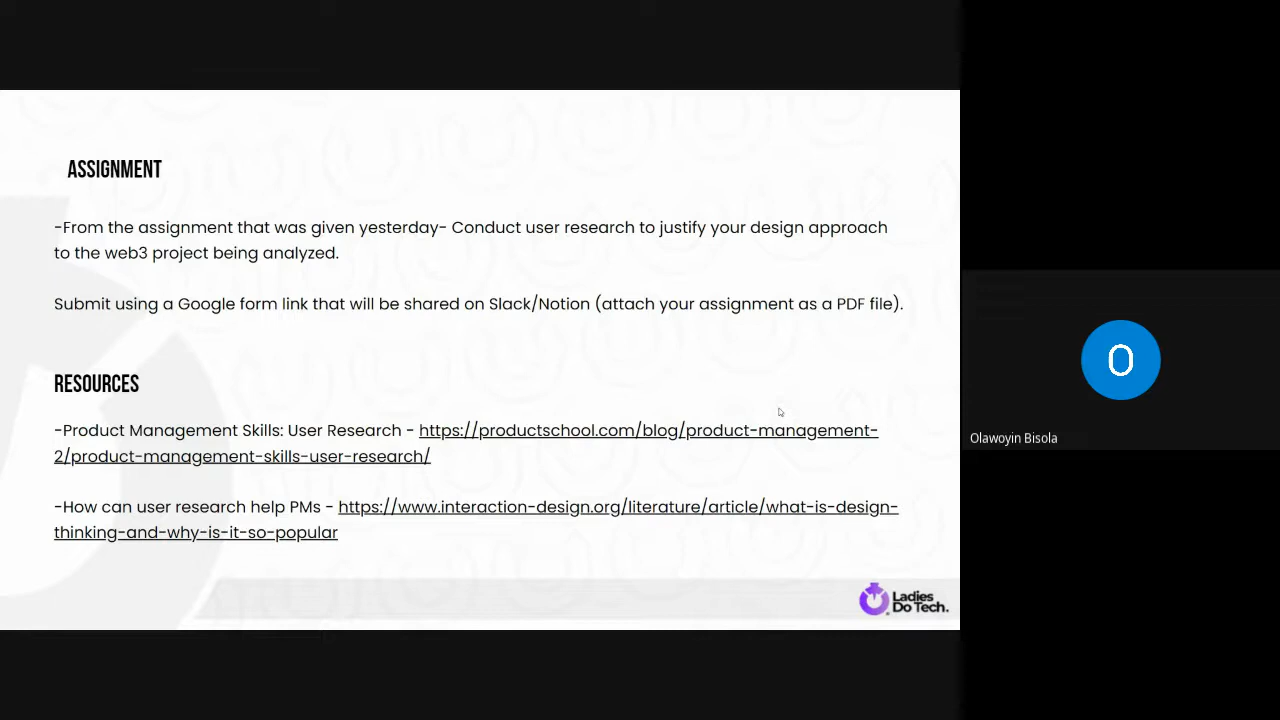 ASSIGNMENT
-From the assignment that was given yesterday- Conduct user research to justify your design approach
to the web3 project being analyzed.
Submit using a Google form link that will be shared on Slack/Notion (attach your assignment as a PDF file).
RESOURCES
-Product Management Skills: User Research - https://productschool.com/blog/product-management-
2/product-management-skills-user-research/
-How can user research help PMs - https://www.interaction-design.org/literature/article/what-is-design-
thinking-and-why-is-it-so-popular
Ladies
Do Tech.
O
Olawoyin Bisola